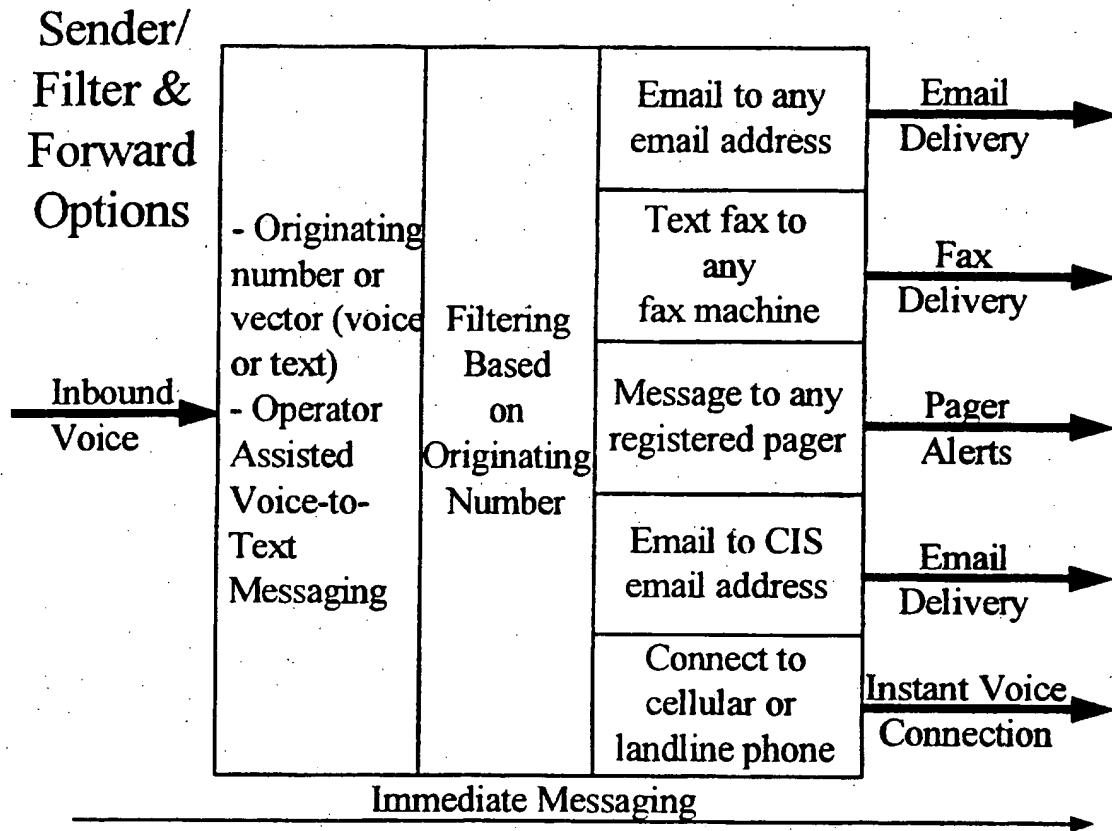 Sender/
Filter &
Forward
Options
Inbound
Voice
- Originating
number or
vector (voice
or text)
- Operator
Assisted
Voice-to-
Text
Messaging
Filtering
Based
on
Originating
Number
Email to any
email address
Text fax to
any
fax machine
Message to any
registered pager
Email to CIS
email address
Connect to
cellular or
landline phone
Email
Delivery
Fax
Delivery
Pager
Alerts
Email
Delivery
Instant Voice
Connection
Immediate Messaging